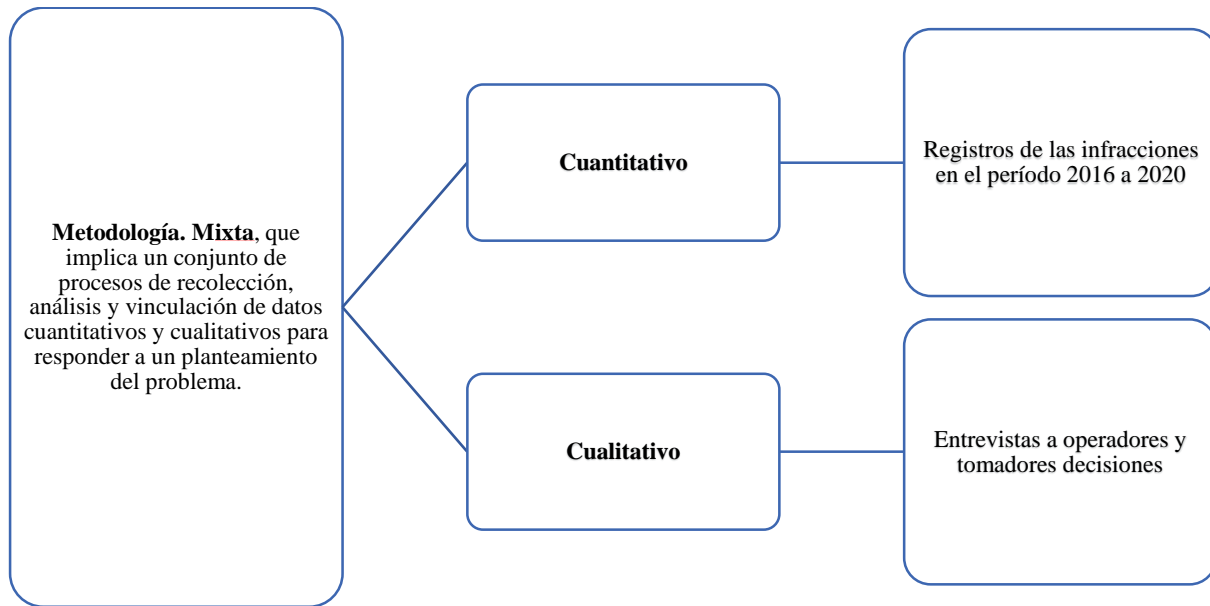 Metodología. Mixta, que
implica un conjunto de
procesos de recolección,
análisis y vinculación de datos
cuantitativos y cualitativos para
responder a un planteamiento
del problema.
Cuantitativo
Registros de las infracciones
en el período 2016 a 2020
Cualitativo
Entrevistas a operadores y
tomadores decisiones